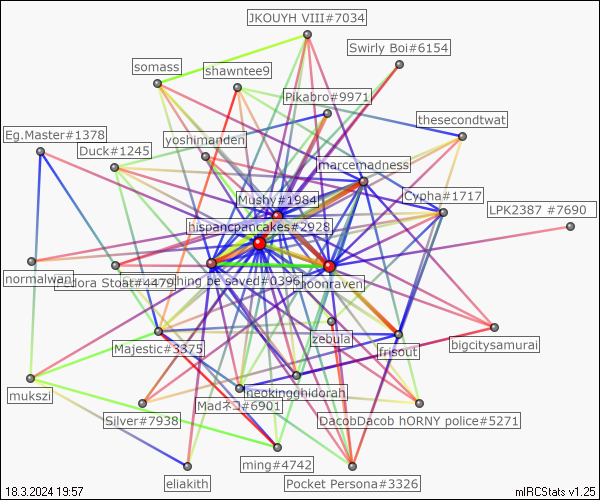 JKOUYH VIII#7034
Swirly Boi#6154
somass
shawntee9
Pikabro#9971
thesecondtwat
Eg.Master#1378
yoshimanden
Duck#1245
marcemadness
Mushy#1984
Cypha#1717
LPK2387 #7690
hispancpancakes#2928
normalwan
Stoat#4479
hing be saved#0396
spoonraven
zebula
Majestic#3375
frisout
bigcitysamurai
mukszi
neokingghidorah
Madネコ#6901
Silver#7938
DacobDacob hORNY police#5271
ming#4742
eliakith
Pocket Persona#3326
18.3.2024 19:57
mIRCStats v1.25